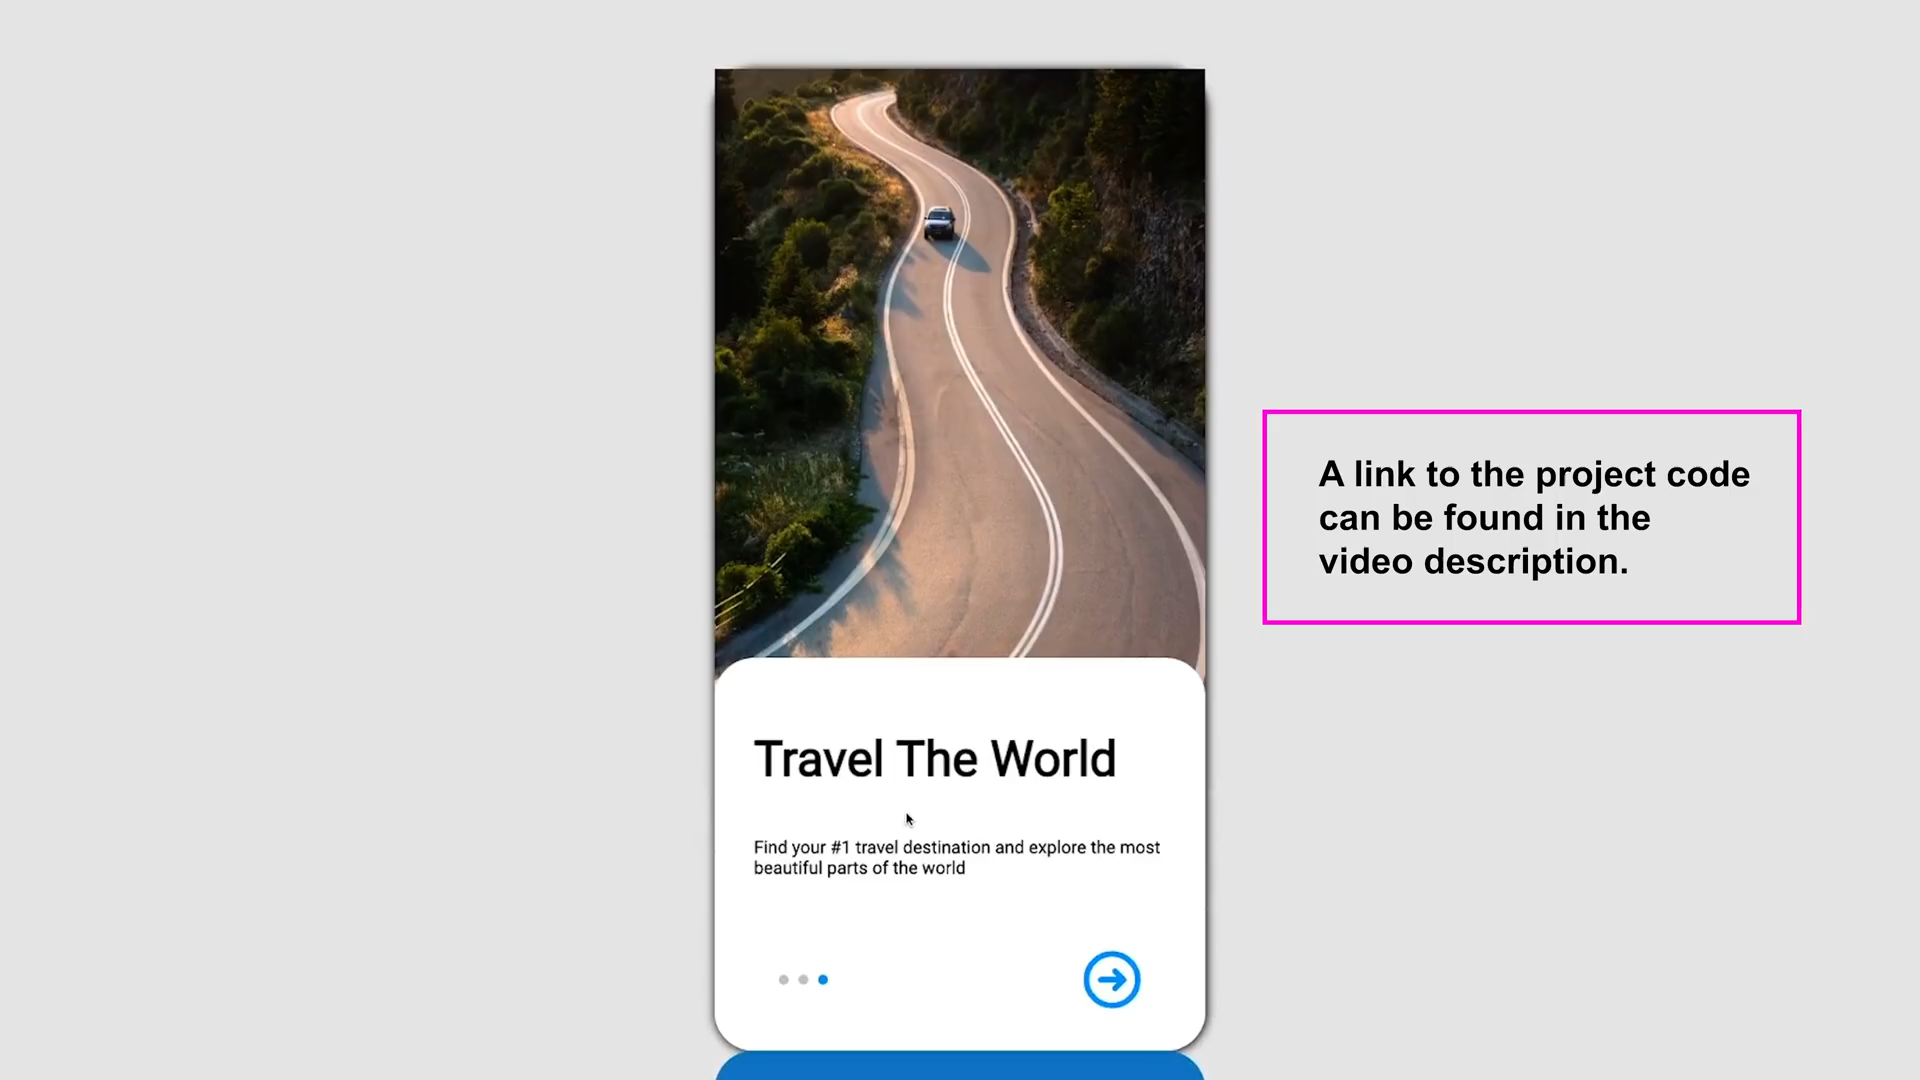 A link to the project code
can be found in the
video description.
Travel The World
Find your #1 travel destination and explore the most
beautiful parts of the world